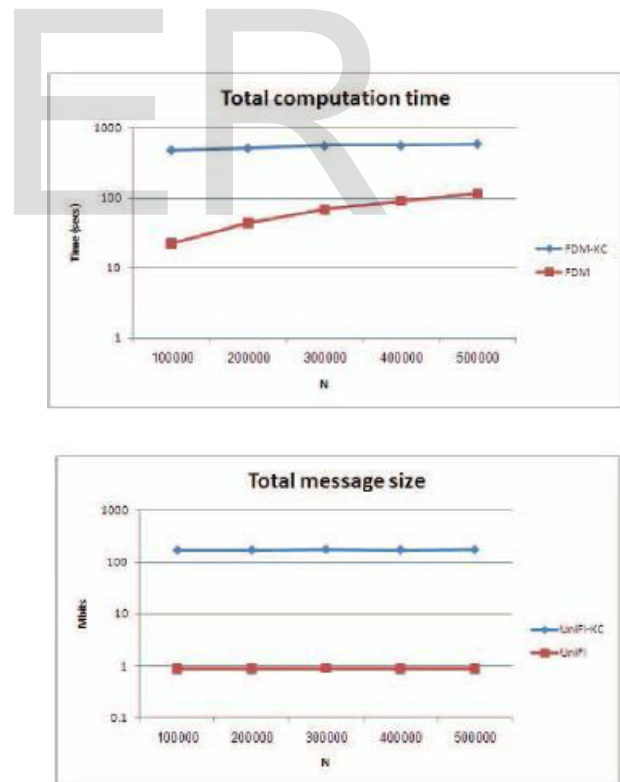 ER
Total computation time
1000
100
10
1
Time (secs)
100000 200000 300000 400000 500000
N
FDM-KC
FDM
Total message size
1000
100
10
1
0.1
Mbits
100000 200000 300000 400000 500000
N
UniFI-KC
UniFI